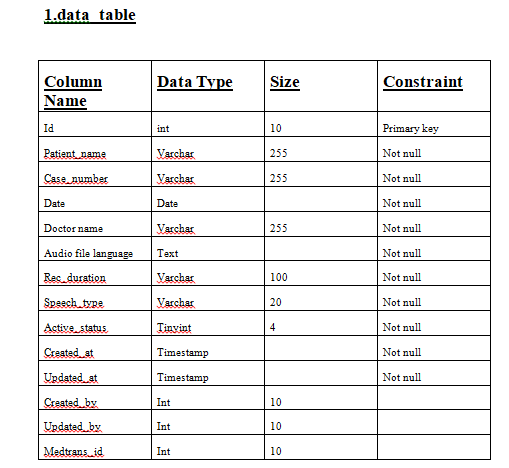 1.data_table
Column Name Data Type Size Constraint
Id int 10 Primary key
Patient_name Varchar 255 Not null
Case_number Varchar 255 Not null
Date Date Not null
Doctor name Varchar 255 Not null
Audio file language Text Not null
Rec_duration Varchar 100 Not null
Speech_type Varchar 20 Not null
Active_status Tinyint 4 Not null
Created_at Timestamp Not null
Updated_at Timestamp Not null
Created_by Int 10
Updated_by Int 10
Medtrans_id Int 10